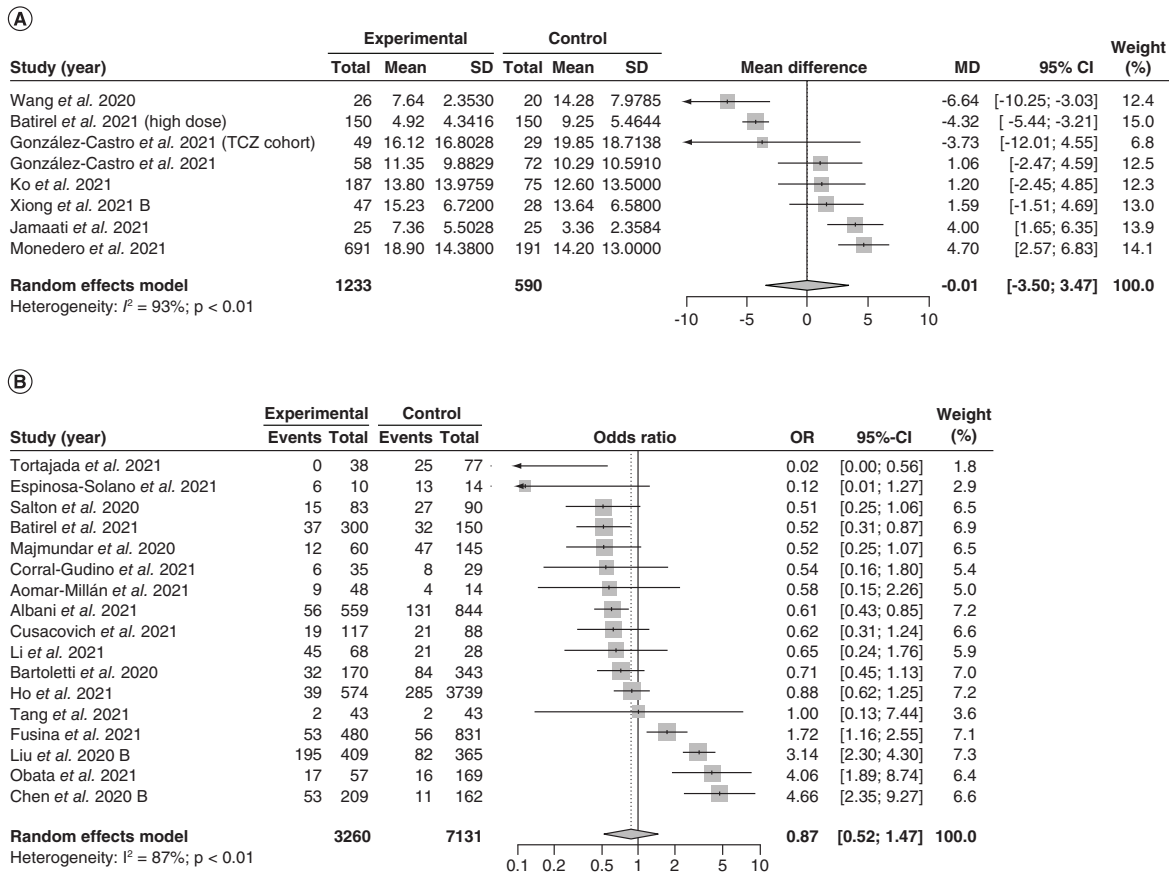 A
Experimental Control
Study (year) Total Mean SD Total Mean SD Mean difference MD 95% CI Weight (%)
Wang et al. 2020 26 7.64 2.3530 20 14.28 7.9785 -6.64 [-10.25; -3.03] 12.4
Batirel et al. 2021 (high dose) 150 4.92 4.3416 150 9.25 5.4644 -4.32 [ -5.44; -3.21] 15.0
González-Castro et al. 2021 (TCZ cohort) 49 16.12 16.8028 29 19.85 18.7138 -3.73 [-12.01; 4.55] 6.8
González-Castro et al. 2021 58 11.35 9.8829 72 10.29 10.5910 1.06 [-2.47; 4.59] 12.5
Ko et al. 2021 187 13.80 13.9759 75 12.60 13.5000 1.20 [-2.45; 4.85] 12.3
Xiong et al. 2021 B 47 15.23 6.7200 28 13.64 6.5800 1.59 [-1.51; 4.69] 13.0
Jamaati et al. 2021 25 7.36 5.5028 25 3.36 2.3584 4.00 [1.65; 6.35] 13.9
Monedero et al. 2021 691 18.90 14.3800 191 14.20 13.0000 4.70 [2.57; 6.83] 14.1
Random effects model 1233 590 -0.01 [-3.50; 3.47] 100.0
Heterogeneity: I² = 93%; p < 0.01
-10 -5 0 5 10
B
Experimental Control
Study (year) Events Total Events Total Odds ratio OR 95%-CI Weight (%)
Tortajada et al. 2021 0 38 25 77 0.02 [0.00; 0.56] 1.8
Espinosa-Solano et al. 2021 6 10 13 14 0.12 [0.01; 1.27] 2.9
Salton et al. 2020 15 83 27 90 0.51 [0.25; 1.06] 6.5
Batirel et al. 2021 37 300 32 150 0.52 [0.31; 0.87] 6.9
Majmundar et al. 2020 12 60 47 145 0.52 [0.25; 1.07] 6.5
Corral-Gudino et al. 2021 6 35 8 29 0.54 [0.16; 1.80] 5.4
Aomar-Millán et al. 2021 9 48 4 14 0.58 [0.15; 2.26] 5.0
Albani et al. 2021 56 559 131 844 0.61 [0.43; 0.85] 7.2
Cusacovich et al. 2021 19 117 21 88 0.62 [0.31; 1.24] 6.6
Li et al. 2021 45 68 21 28 0.65 [0.24; 1.76] 5.9
Bartoletti et al. 2020 32 170 84 343 0.71 [0.45; 1.13] 7.0
Ho et al. 2021 39 574 285 3739 0.88 [0.62; 1.25] 7.2
Tang et al. 2021 2 43 2 43 1.00 [0.13; 7.44] 3.6
Fusina et al. 2021 53 480 56 831 1.72 [1.16; 2.55] 7.1
Liu et al. 2020 B 195 409 82 365 3.14 [2.30; 4.30] 7.3
Obata et al. 2021 17 57 16 169 4.06 [1.89; 8.74] 6.4
Chen et al. 2020 B 53 209 11 162 4.66 [2.35; 9.27] 6.6
Random effects model 3260 7131 0.87 [0.52; 1.47] 100.0
Heterogeneity: I² = 87%; p < 0.01
0.1 0.2 0.5 1 2 5 10